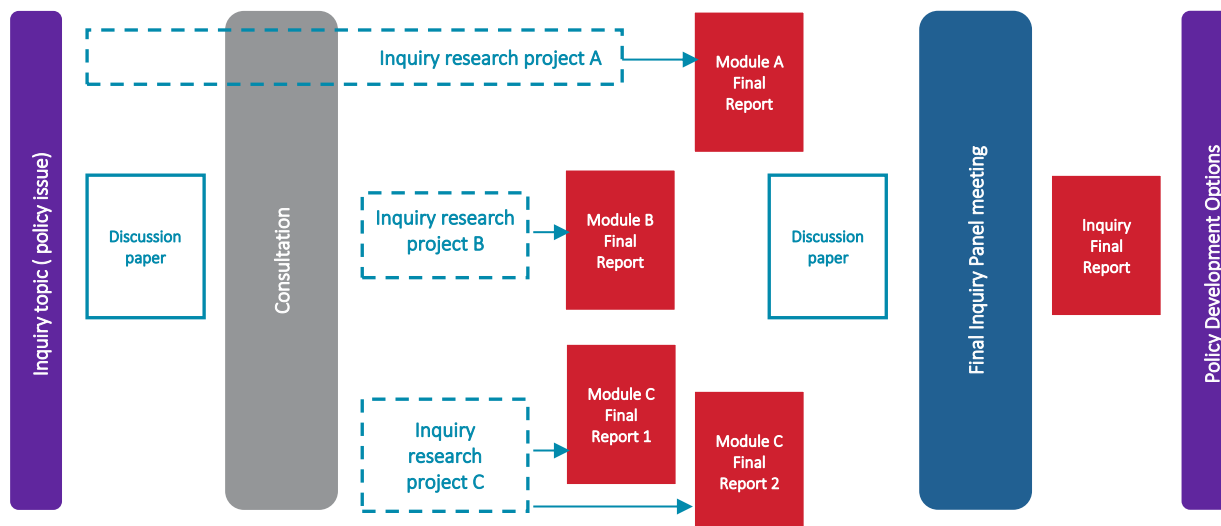 Inquiry topic ( policy issue)
Discussion
paper
Consultation
Inquiry research project A
Module A
Final
Report
Inquiry research
project B
Module B
Final
Report
Inquiry
research
project C
Module C
Final
Report 1
Module C
Final
Report 2
Discussion
paper
Final Inquiry Panel meeting
Inquiry
Final
Report
Policy Development Options